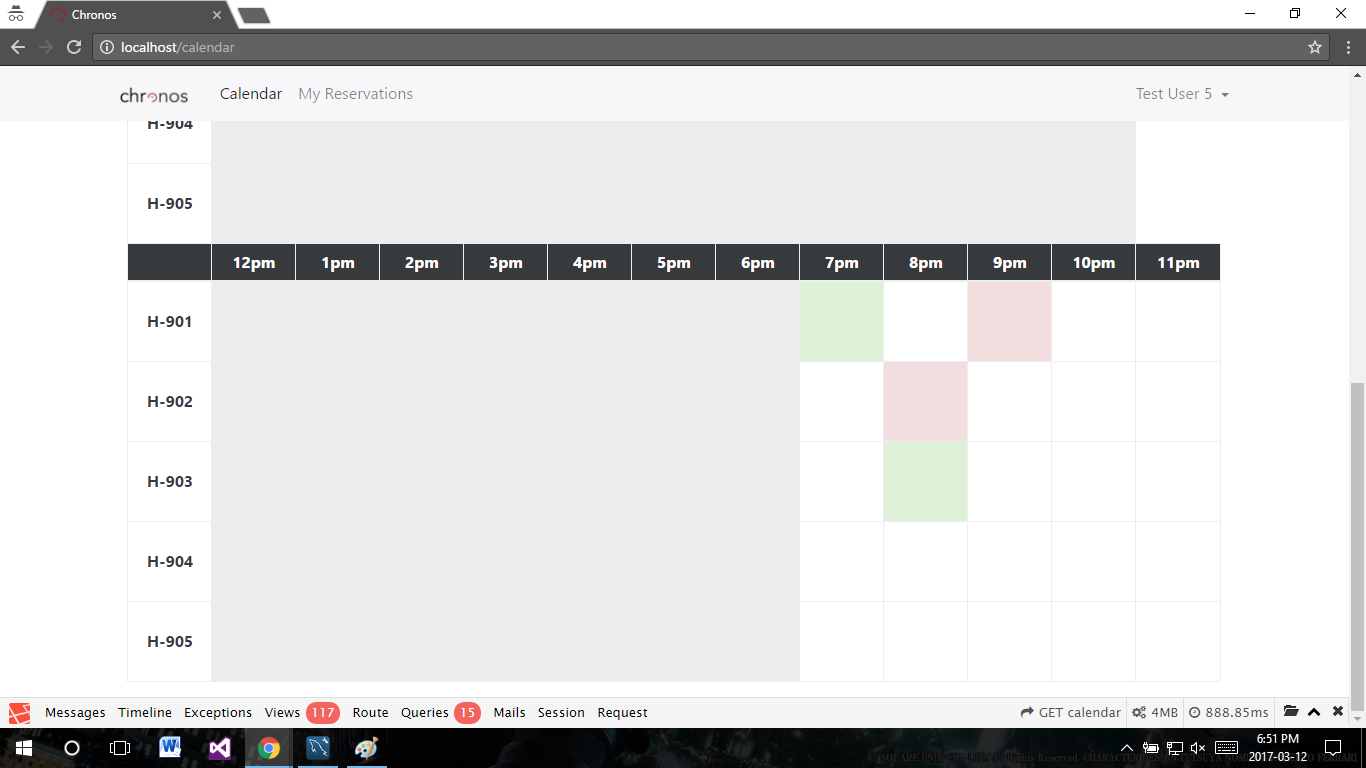 Chronos
localhost/calendar
chronos Calendar My Reservations Test User 5
H-904
H-905
12pm 1pm 2pm 3pm 4pm 5pm 6pm 7pm 8pm 9pm 10pm 11pm
H-901
H-902
H-903
H-904
H-905
Messages Timeline Exceptions Views 117 Route Queries 15 Mails Session Request GET calendar 4MB 888.85ms
6:51 PM
2017-03-12